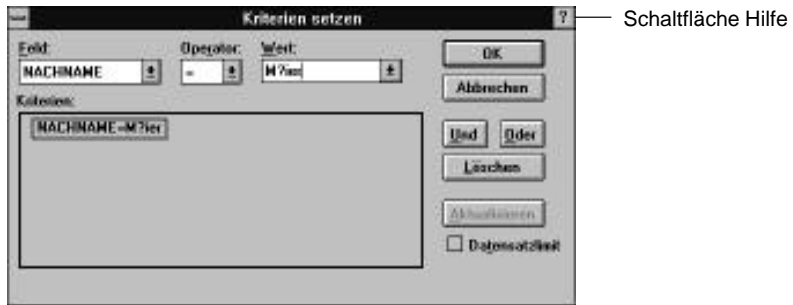 Kriterien setzen ?
Schaltfläche Hilfe
Feld: Operator: Wert:
NACHNAME = M?ier
OK
Abbrechen
Kriterien:
NACHNAME=M?ier
Und Oder
Löschen
Aktualisieren
Datensatzlimit